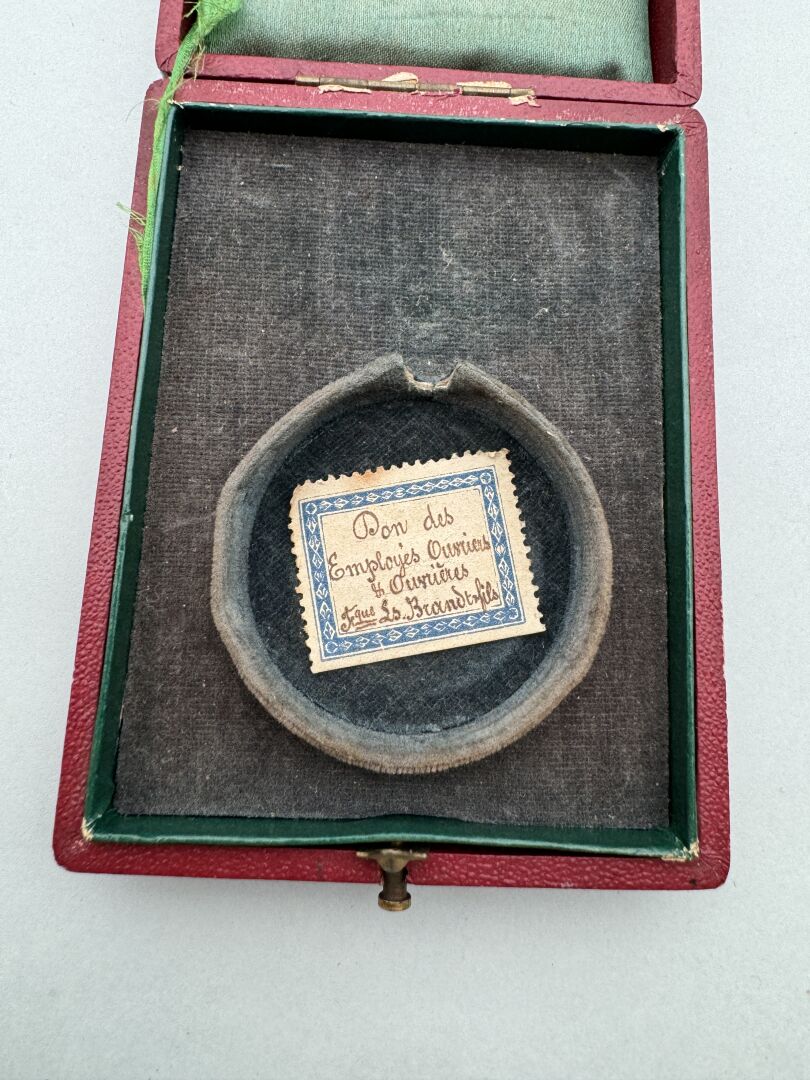 Don des
Employés Ouvriers
& Ouvrières
Fque Ls. Brandt & fils